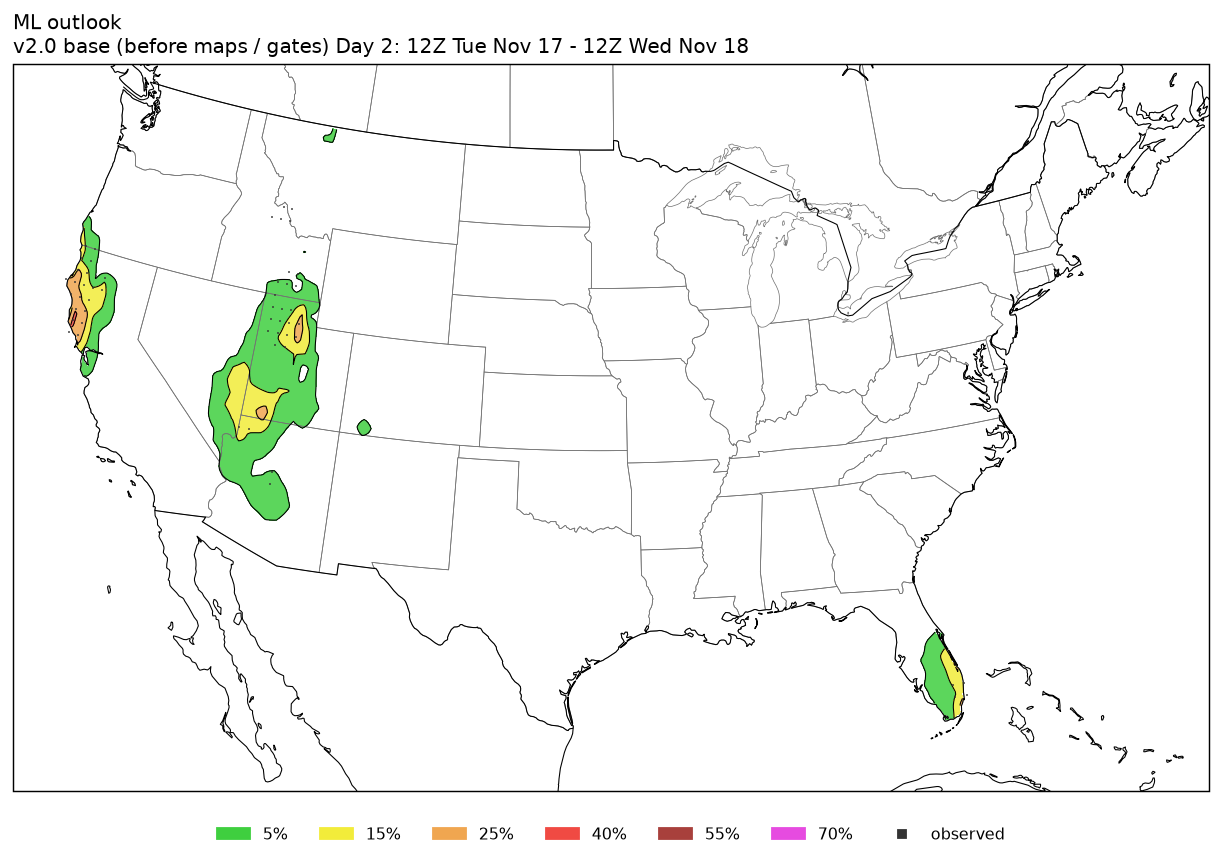 ML outlook
v2.0 base (before maps / gates) Day 2: 12Z Tue Nov 17 - 12Z Wed Nov 18
5% 15% 25% 40% 55% 70% observed